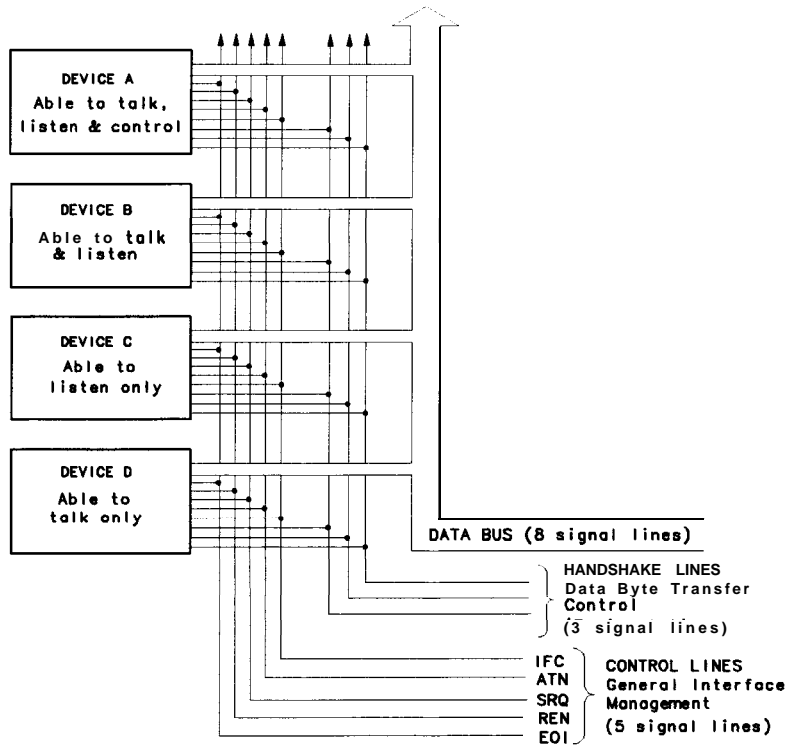 DEVICE A
Able to talk,
listen & control
DEVICE B
Able to talk
& listen
DEVICE C
Able to
listen only
DEVICE D
Able to
talk only
DATA BUS (8 signal lines)
HANDSHAKE LINES
Data Byte Transfer
Control
(3 signal lines)
IFC
ATN
SRQ
REN
EOI
CONTROL LINES
General Interface
Management
(5 signal lines)